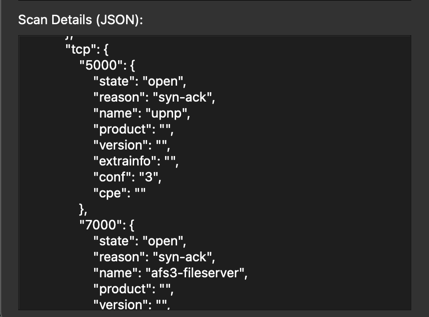 Scan Details (JSON):
},
"tcp": {
"5000": {
"state": "open",
"reason": "syn-ack",
"name": "upnp",
"product": "",
"version": "",
"extrainfo": "",
"conf": "3",
"cpe": ""
},
"7000": {
"state": "open",
"reason": "syn-ack",
"name": "afs3-fileserver",
"product": "",
"version": "",